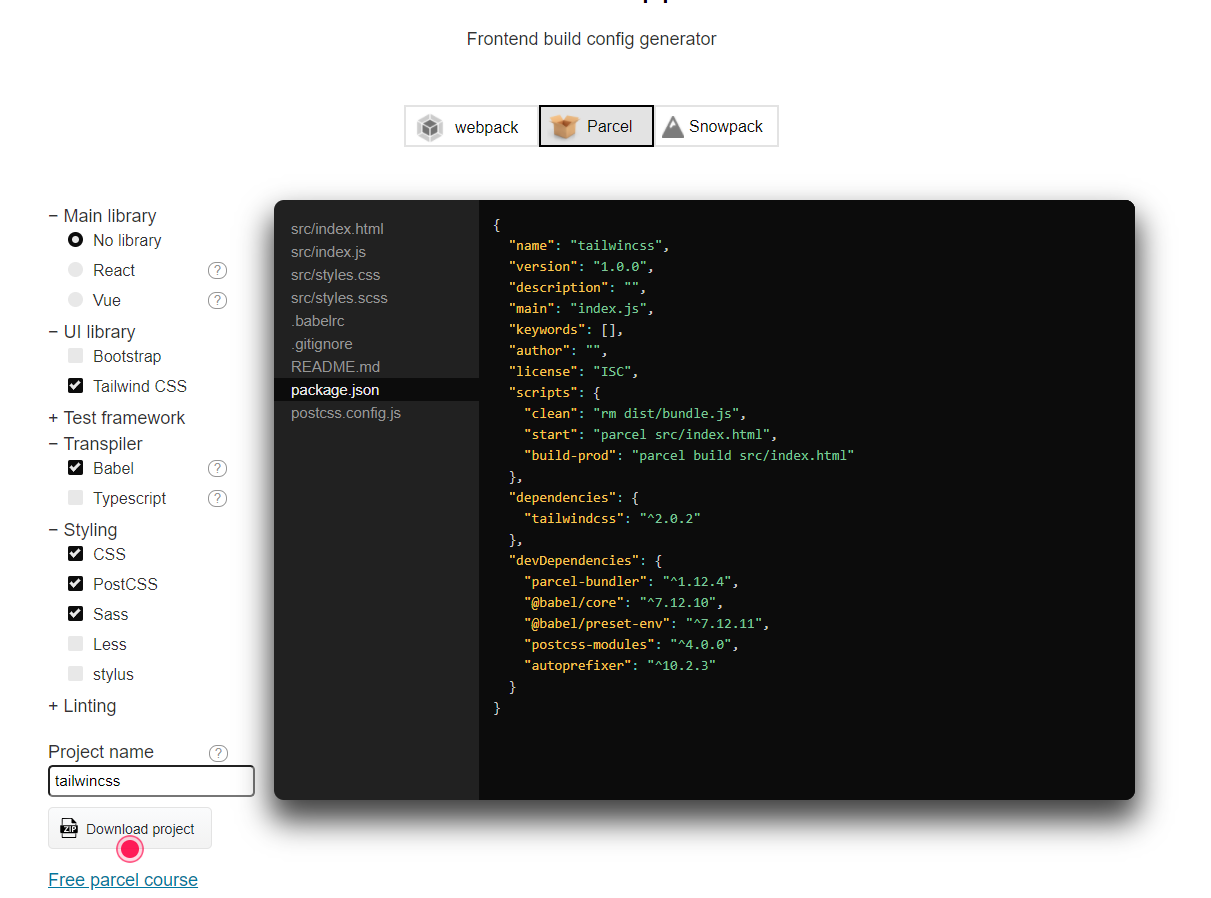 Frontend build config generator
webpack
Parcel
Snowpack
− Main library
No library
React ?
Vue ?
− UI library
Bootstrap
Tailwind CSS
+ Test framework
− Transpiler
Babel ?
Typescript ?
− Styling
CSS
PostCSS
Sass
Less
stylus
+ Linting
Project name ?
tailwincss
ZIP Download project
Free parcel course
src/index.html
src/index.js
src/styles.css
src/styles.scss
.babelrc
.gitignore
README.md
package.json
postcss.config.js
{
"name": "tailwincss",
"version": "1.0.0",
"description": "",
"main": "index.js",
"keywords": [],
"author": "",
"license": "ISC",
"scripts": {
"clean": "rm dist/bundle.js",
"start": "parcel src/index.html",
"build-prod": "parcel build src/index.html"
},
"dependencies": {
"tailwindcss": "^2.0.2"
},
"devDependencies": {
"parcel-bundler": "^1.12.4",
"@babel/core": "^7.12.10",
"@babel/preset-env": "^7.12.11",
"postcss-modules": "^4.0.0",
"autoprefixer": "^10.2.3"
}
}